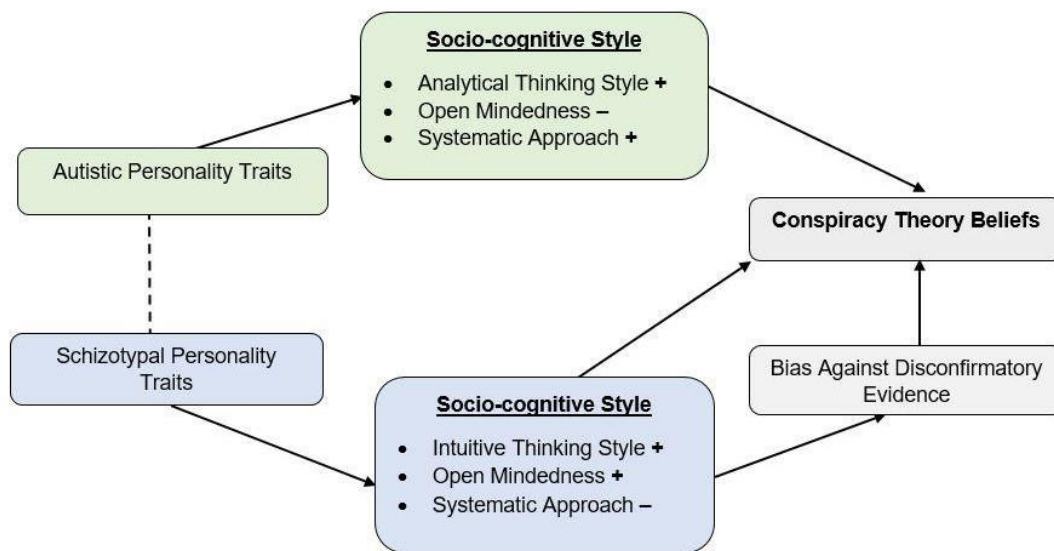 Socio-cognitive Style
• Analytical Thinking Style +
• Open Mindedness –
• Systematic Approach +
Autistic Personality Traits
Conspiracy Theory Beliefs
Schizotypal Personality
Traits
Bias Against Disconfirmatory
Evidence
Socio-cognitive Style
• Intuitive Thinking Style +
• Open Mindedness +
• Systematic Approach –